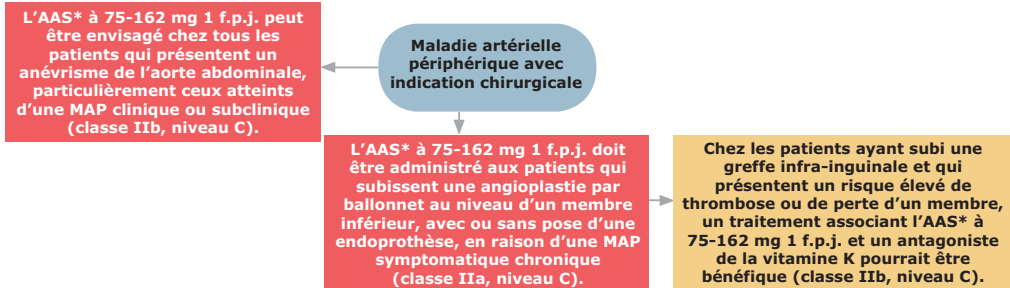 L'AAS* à 75-162 mg 1 f.p.j. peut
être envisagé chez tous les
patients qui présentent un
anévrisme de l'aorte abdominale,
particulièrement ceux atteints
d'une MAP clinique ou subclinique
(classe IIb, niveau C).
Maladie artérielle
périphérique avec
indication chirurgicale
L'AAS* à 75-162 mg 1 f.p.j. doit
être administré aux patients qui
subissent une angioplastie par
ballonnet au niveau d'un membre
inférieur, avec ou sans pose d'une
endoprothèse, en raison d'une MAP
symptomatique chronique
(classe IIa, niveau C).
Chez les patients ayant subi une
greffe infra-inguinale et qui
présentent un risque élevé de
thrombose ou de perte d'un membre,
un traitement associant l'AAS* à
75-162 mg 1 f.p.j. et un antagoniste
de la vitamine K pourrait être
bénéfique (classe IIb, niveau C).